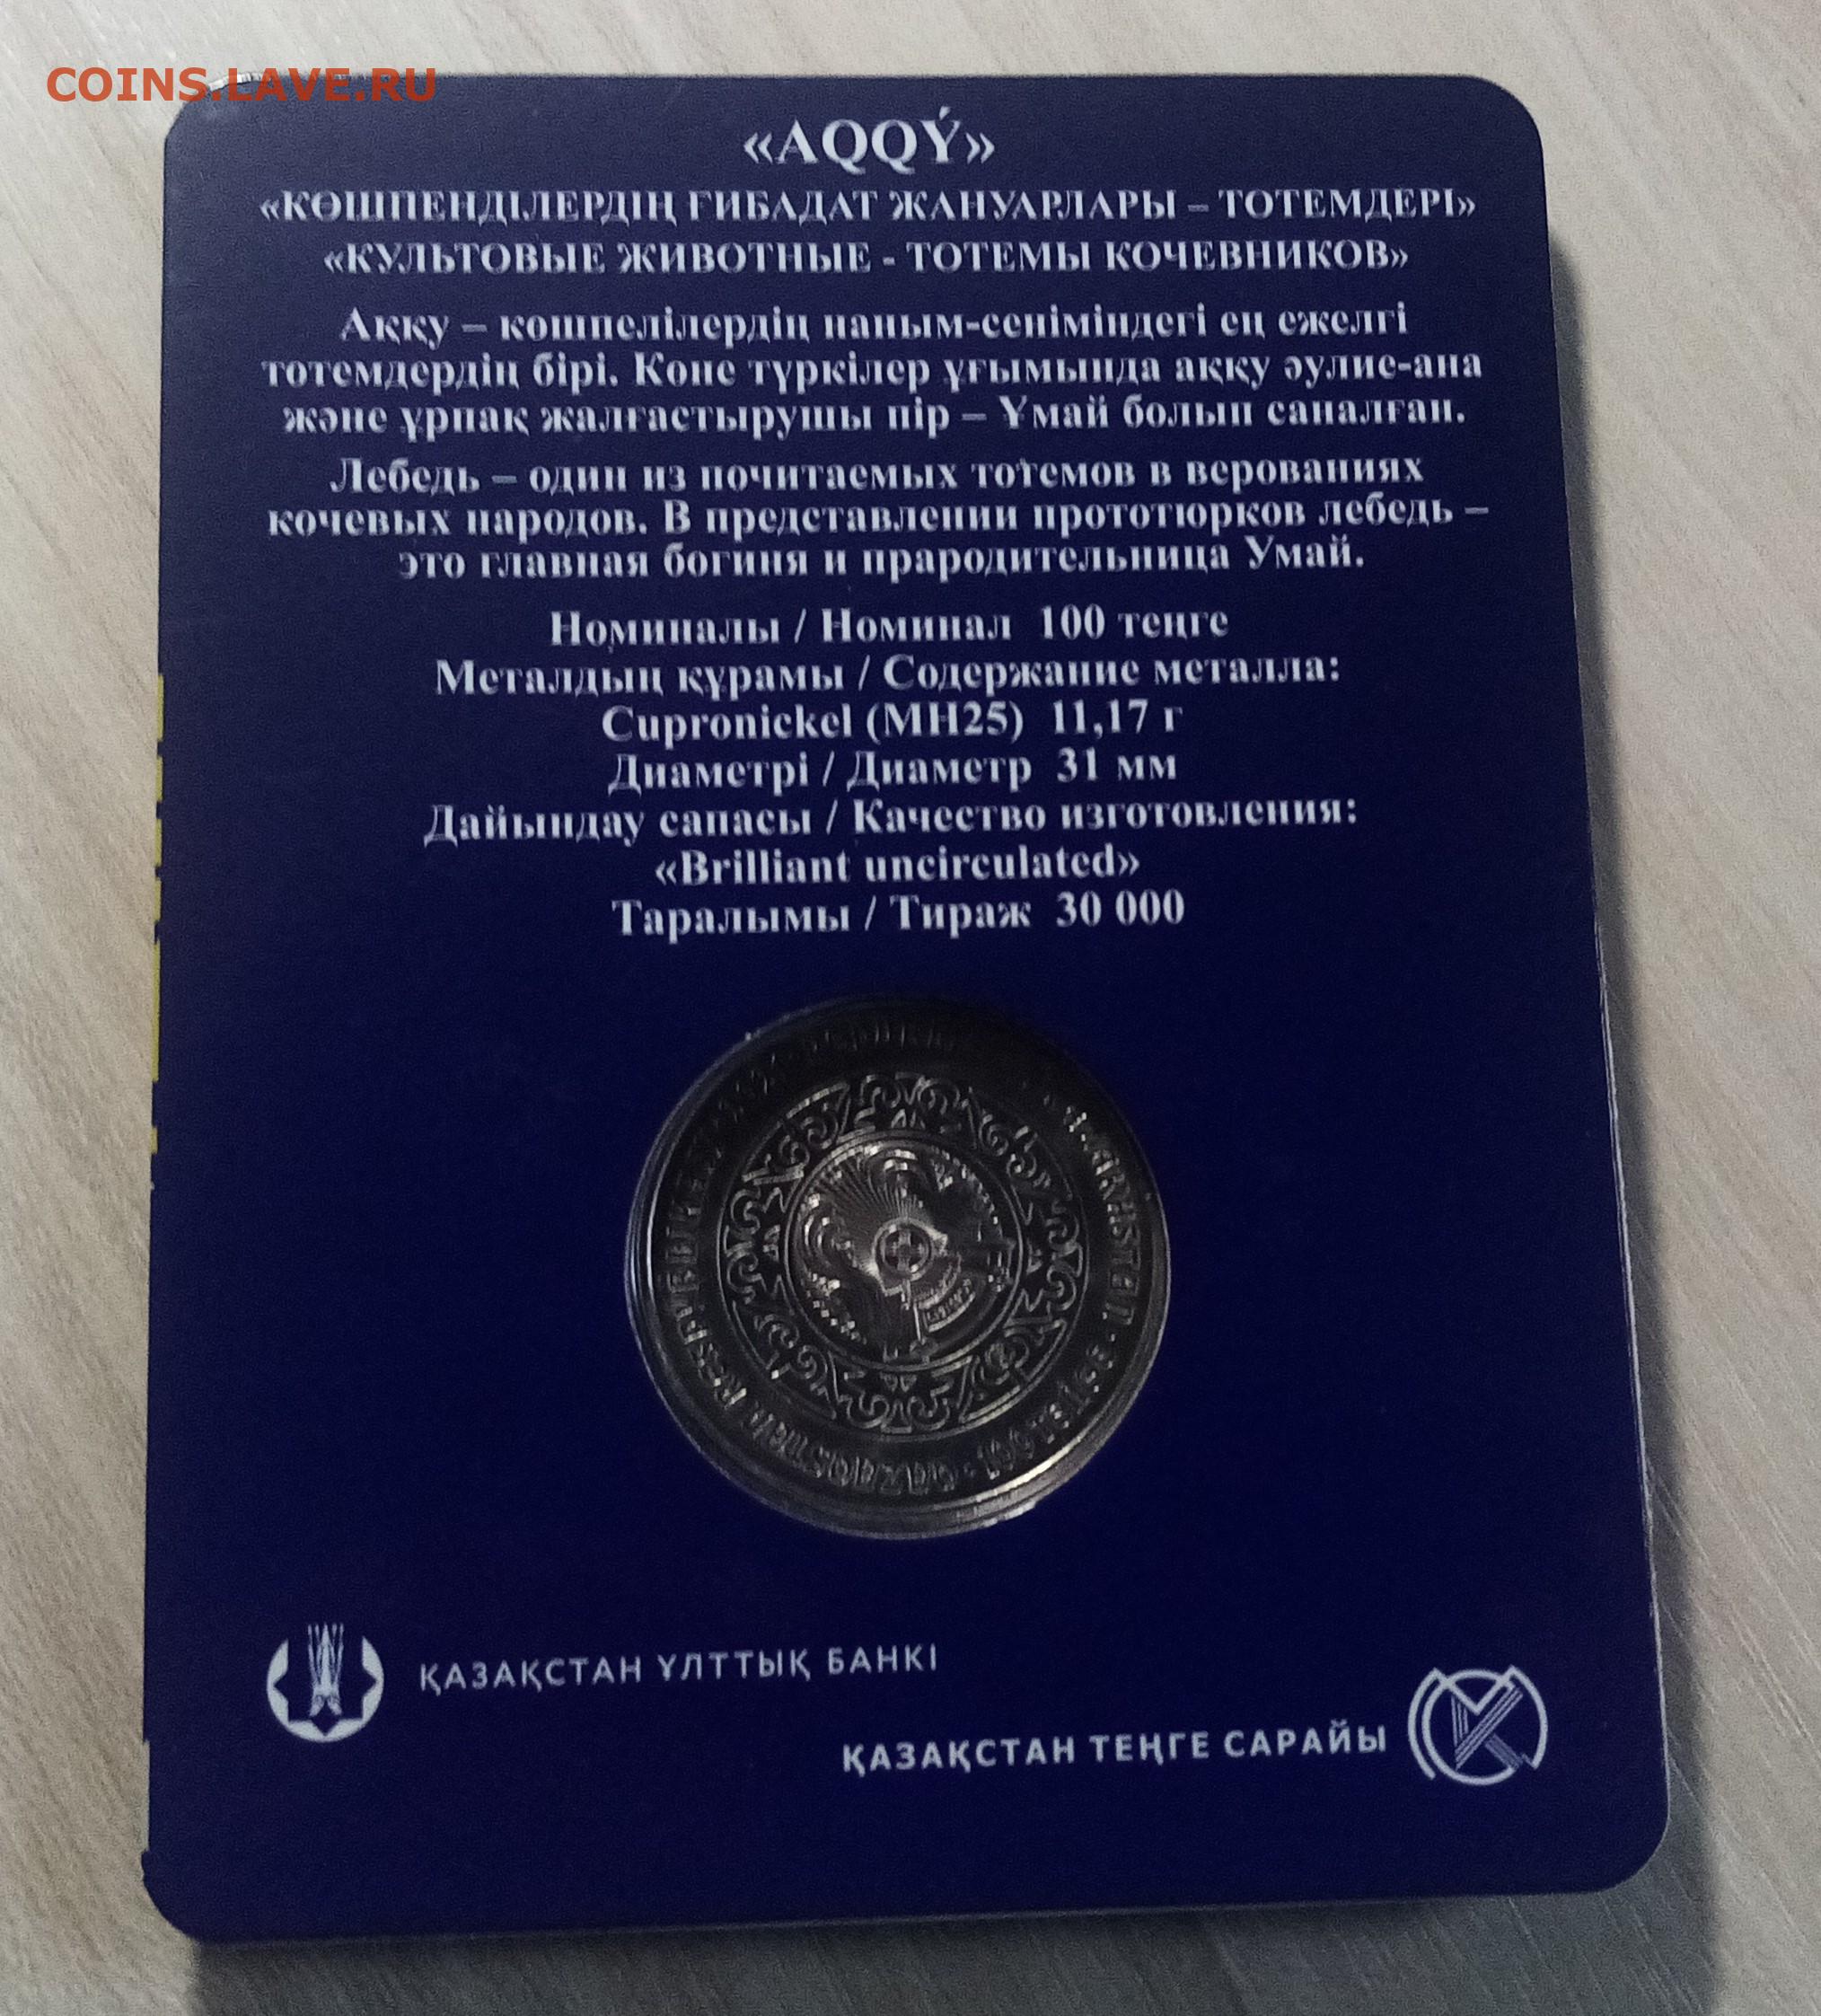 COINS.LAVE.RU
«AQQÝ»
«КӨШПЕНДІЛЕРДІҢ ҒИБАДАТ ЖАНУАРЛАРЫ – ТОТЕМДЕРІ»
«КУЛЬТОВЫЕ ЖИВОТНЫЕ - ТОТЕМЫ КОЧЕВНИКОВ»
Аққу – көшпелілердің наным-сеніміндегі ең ежелгі
тотемдердің бірі. Көне түркілер ұғымында аққу әулие-ана
және ұрпақ жалғастырушы пір – Ұмай болып саналған.
Лебедь – один из почитаемых тотемов в верованиях
кочевых народов. В представлении прототюрков лебедь –
это главная богиня и прародительница Умай.
Номиналы / Номинал 100 теңге
Металдың құрамы / Содержание металла:
Cupronickel (МН25) 11,17 г
Диаметрі / Диаметр 31 мм
Дайындау сапасы / Качество изготовления:
«Brilliant uncirculated»
Таралымы / Тираж 30 000
ҚАЗАҚСТАН ҰЛТТЫҚ БАНКІ
ҚАЗАҚСТАН ТЕҢГЕ САРАЙЫ